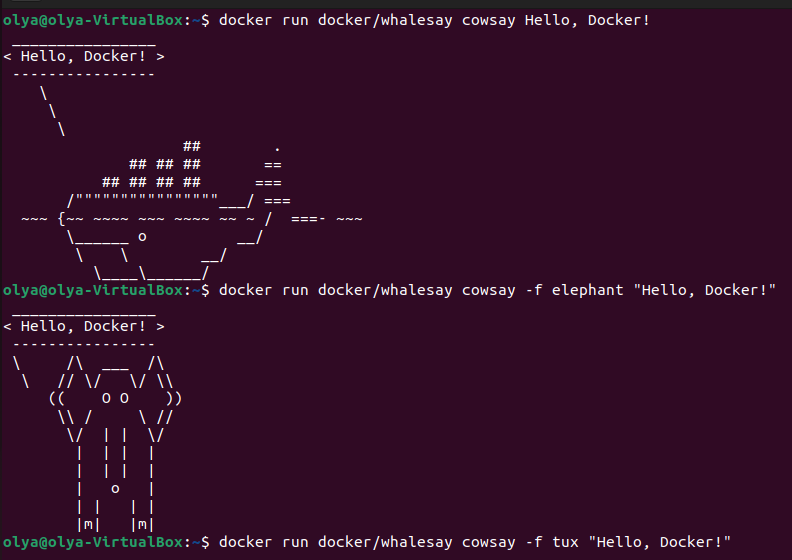 olya@olya-VirtualBox:~$ docker run docker/whalesay cowsay Hello, Docker!
 ________________
< Hello, Docker! >
 ----------------
    \
     \
      \
                    ##        .
              ## ## ##       ==
           ## ## ## ##      ===
       /""""""""""""""""___/ ===
  ~~~ {~~ ~~~~ ~~~ ~~~~ ~~ ~ /  ===- ~~~
       \______ o          __/
        \    \        __/
          \____\______/
olya@olya-VirtualBox:~$ docker run docker/whalesay cowsay -f elephant "Hello, Docker!"
 ________________
< Hello, Docker! >
 ----------------
 \     /\  ___  /\
  \   // \/   \/ \\
     ((    O O    ))
      \\ /     \ //
       \/  | |  \/
        |  | |  |
        |  | |  |
        |   o   |
        | |   | |
        |m|   |m|
olya@olya-VirtualBox:~$ docker run docker/whalesay cowsay -f tux "Hello, Docker!"